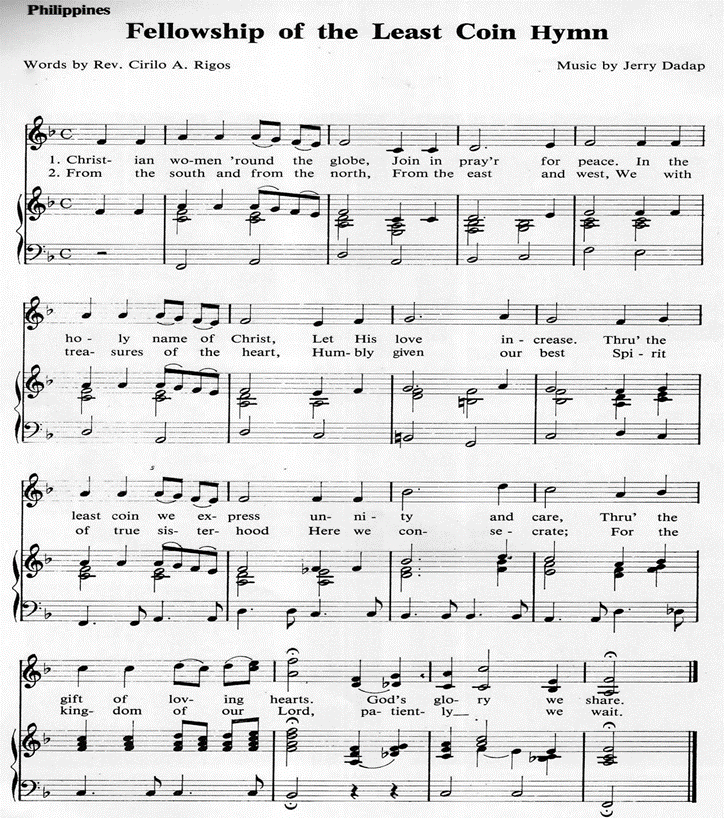 Philippines
Fellowship of the Least Coin Hymn
Words by Rev. Cirilo A. Rigos
Music by Jerry Dadap
1. Christ- ian wo-men 'round the globe, Join in pray'r for peace. In the
2. From the south and from the north, From the east and west, We with
ho - ly name of Christ, Let His love in - crease. Thru' the
trea- sures of the heart, Hum- bly given our best Spi - rit
s
least coin we ex- press un- ni - ty and care, Thru' the
of true sis- ter- hood Here we con- se - crate; For the
gift of lov- ing hearts. God's glo- ry we share.
king- dom of our Lord, pa- tient- ly__ we wait.